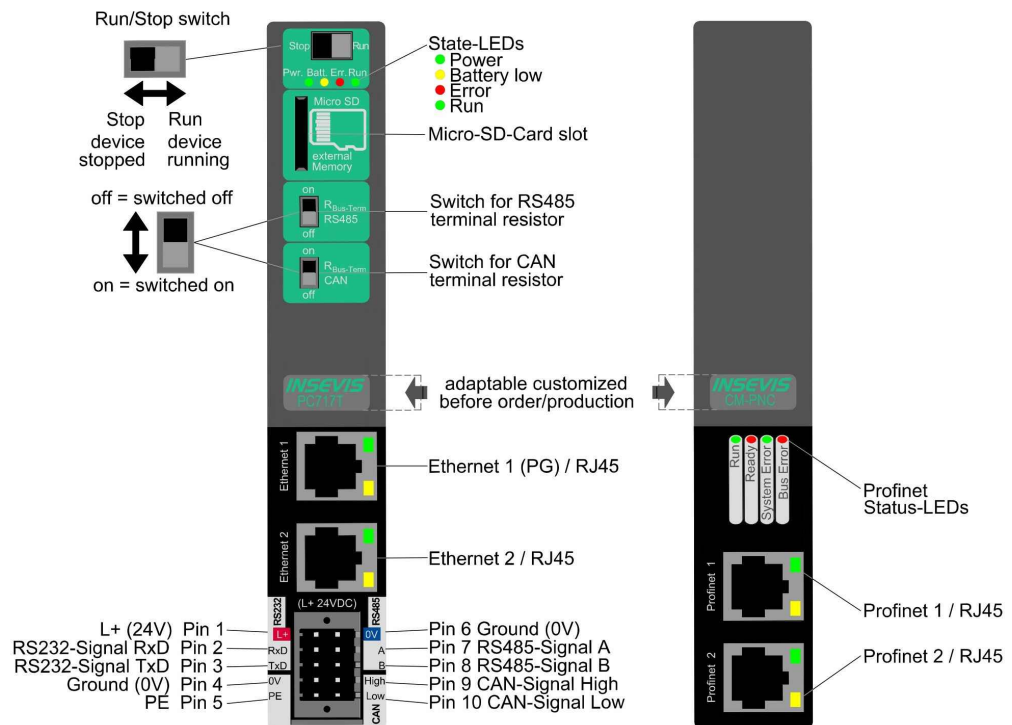 Run/Stop switch
Stop Run
device device
stopped running
off = switched off
on = switched on
Stop Run
Pwr. Batt. Err. Run
Micro SD
external
Memory
on
RBus-Term
RS485
off
on
RBus-Term
CAN
off
State-LEDs
Power
Battery low
Error
Run
Micro-SD-Card slot
Switch for RS485
terminal resistor
Switch for CAN
terminal resistor
INSEVIS
PC717T
adaptable customized
before order/production
INSEVIS
CM-PNC
Ethernet 1
Ethernet 1 (PG) / RJ45
Ethernet 2
Ethernet 2 / RJ45
Run
Ready
System Error
Bus Error
Profinet
Status-LEDs
Profinet 1
Profinet 1 / RJ45
Profinet 2
Profinet 2 / RJ45
RS232
(L+ 24VDC)
RS485
L+ (24V) Pin 1
RS232-Signal RxD Pin 2
RS232-Signal TxD Pin 3
Ground (0V) Pin 4
PE Pin 5
L+
RxD
TxD
0V
PE
0V
A
B
High
Low
CAN
Pin 6 Ground (0V)
Pin 7 RS485-Signal A
Pin 8 RS485-Signal B
Pin 9 CAN-Signal High
Pin 10 CAN-Signal Low